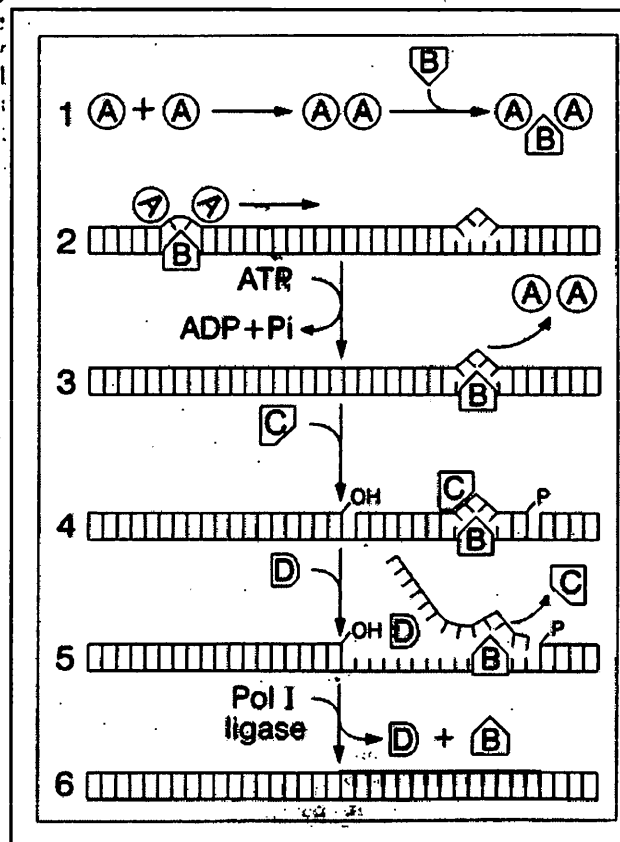 B
1 A + A A A A A
B
A A
2 B
ATP
ADP+Pi A A
3 B
C
OH C P
4 B
D C
OH D P
5 B
Pol I
ligase D + B
6